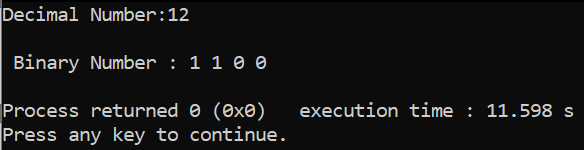 Decimal Number:12
Binary Number : 1 1 0 0
Process returned 0 (0x0)   execution time : 11.598 s
Press any key to continue.